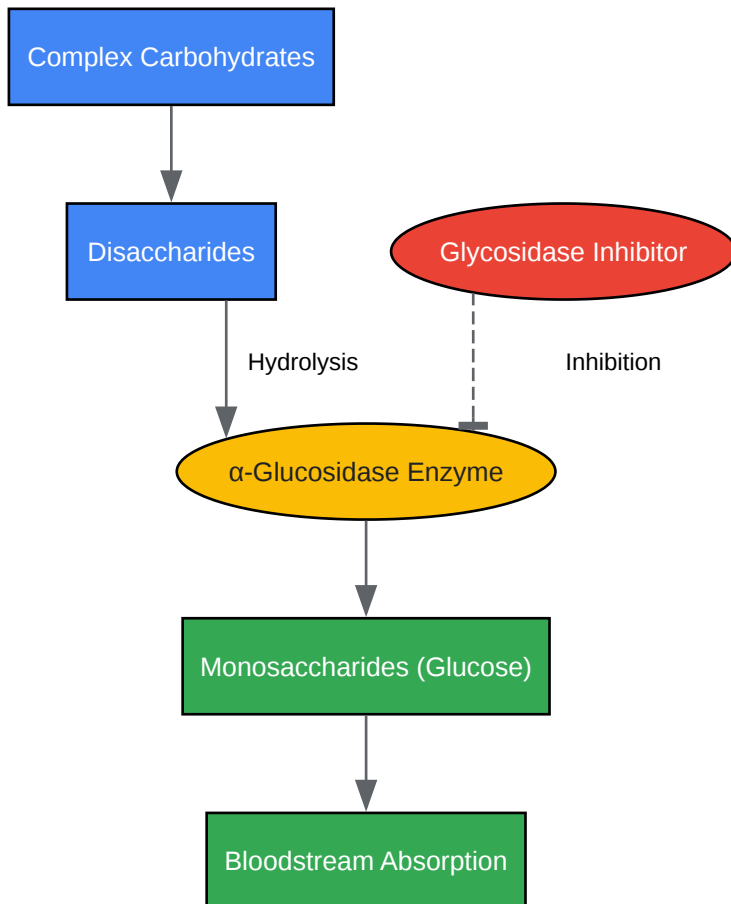 Complex Carbohydrates
Disaccharides
Glycosidase Inhibitor
Hydrolysis
Inhibition
α-Glucosidase Enzyme
Monosaccharides (Glucose)
Bloodstream Absorption